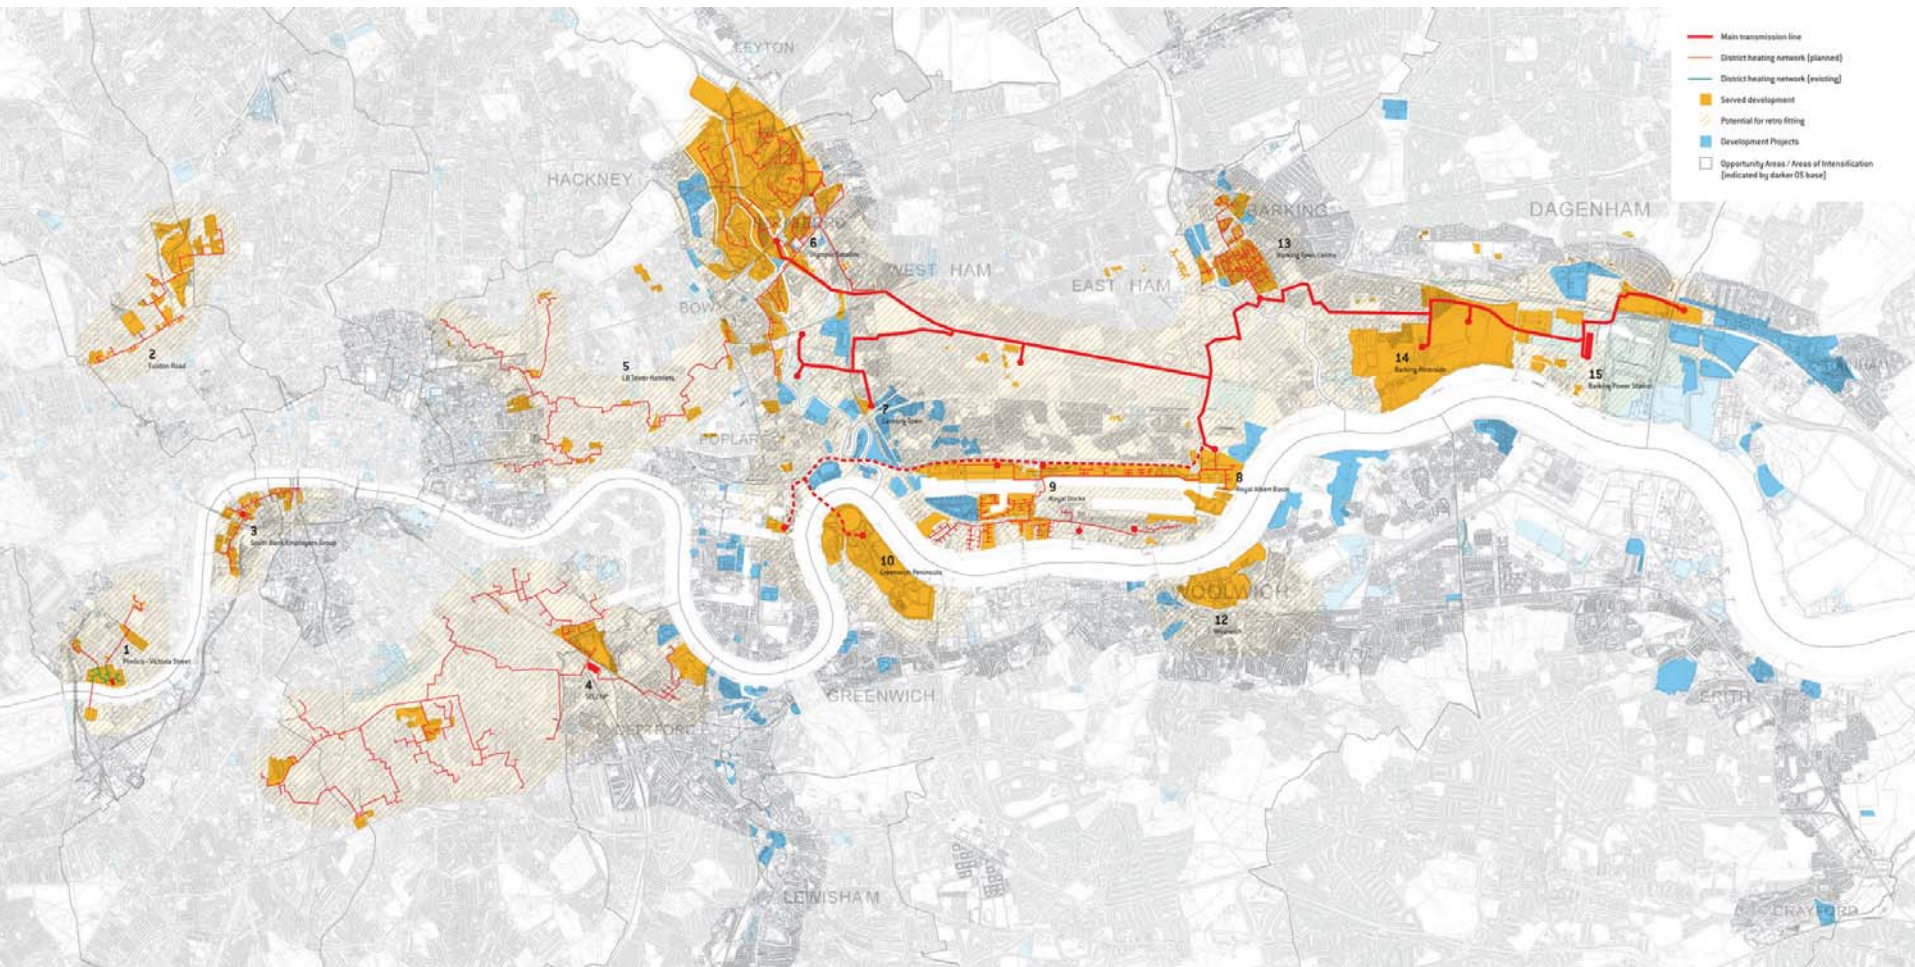 Main transmission line
District heating network (planned)
District heating network (existing)
Served development
Potential for retro fitting
Development Projects
Opportunity Areas / Areas of Intensification
(indicated by darker OS base)
LEYTON
HACKNEY
BARKING
DAGENHAM
6
13
Barking Town Centre
WEST HAM
EAST HAM
BOW
2
Euston Road
5
LB Tower Hamlets
14
Barking Riverside
15
Barking Power Station
7
Canning Town
POPLAR
8
Royal Albert Basin
9
Royal Docks
3
South Bank Employers Group
10
Greenwich Peninsula
WOOLWICH
12
Woolwich
1
Pimlico - Victoria Street
4
SELCHP
GREENWICH
ERITH
DEPTFORD
LEWISHAM
CRAYFORD